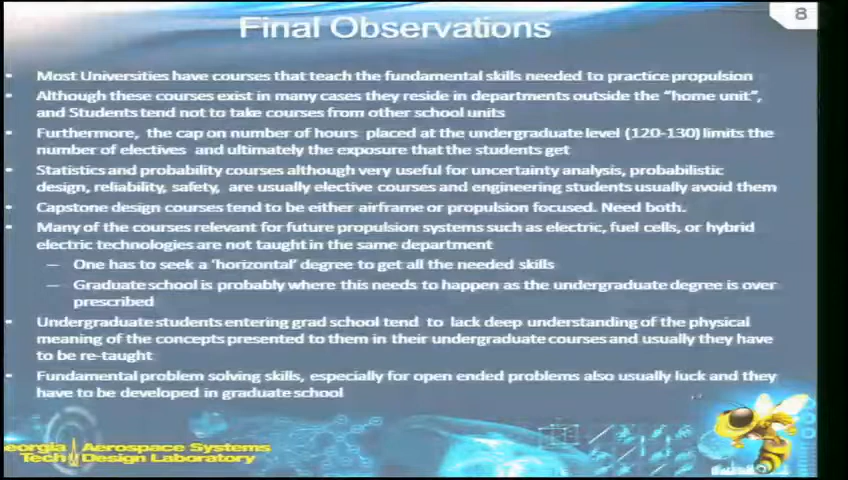 8
Final Observations
Most Universities have courses that teach the fundamental skills needed to practice propulsion
Although these courses exist in many cases they reside in departments outside the "home unit",
and Students tend not to take courses from other school units
Furthermore, the cap on number of hours placed at the undergraduate level (120-130) limits the
number of electives and ultimately the exposure that the students get
Statistics and probability courses although very useful for uncertainty analysis, probabilistic
design, reliability, safety, are usually elective courses and engineering students usually avoid them
Capstone design courses tend to be either airframe or propulsion focused. Need both.
Many of the courses relevant for future propulsion systems such as electric, fuel cells, or hybrid
electric technologies are not taught in the same department
– One has to seek a 'horizontal' degree to get all the needed skills
– Graduate school is probably where this needs to happen as the undergraduate degree is over
prescribed
Undergraduate students entering grad school tend to lack deep understanding of the physical
meaning of the concepts presented to them in their undergraduate courses and usually they have
to be re-taught
Fundamental problem solving skills, especially for open ended problems also usually luck and they
have to be developed in graduate school
eorgia Aerospace Systems
Tech Design Laboratory